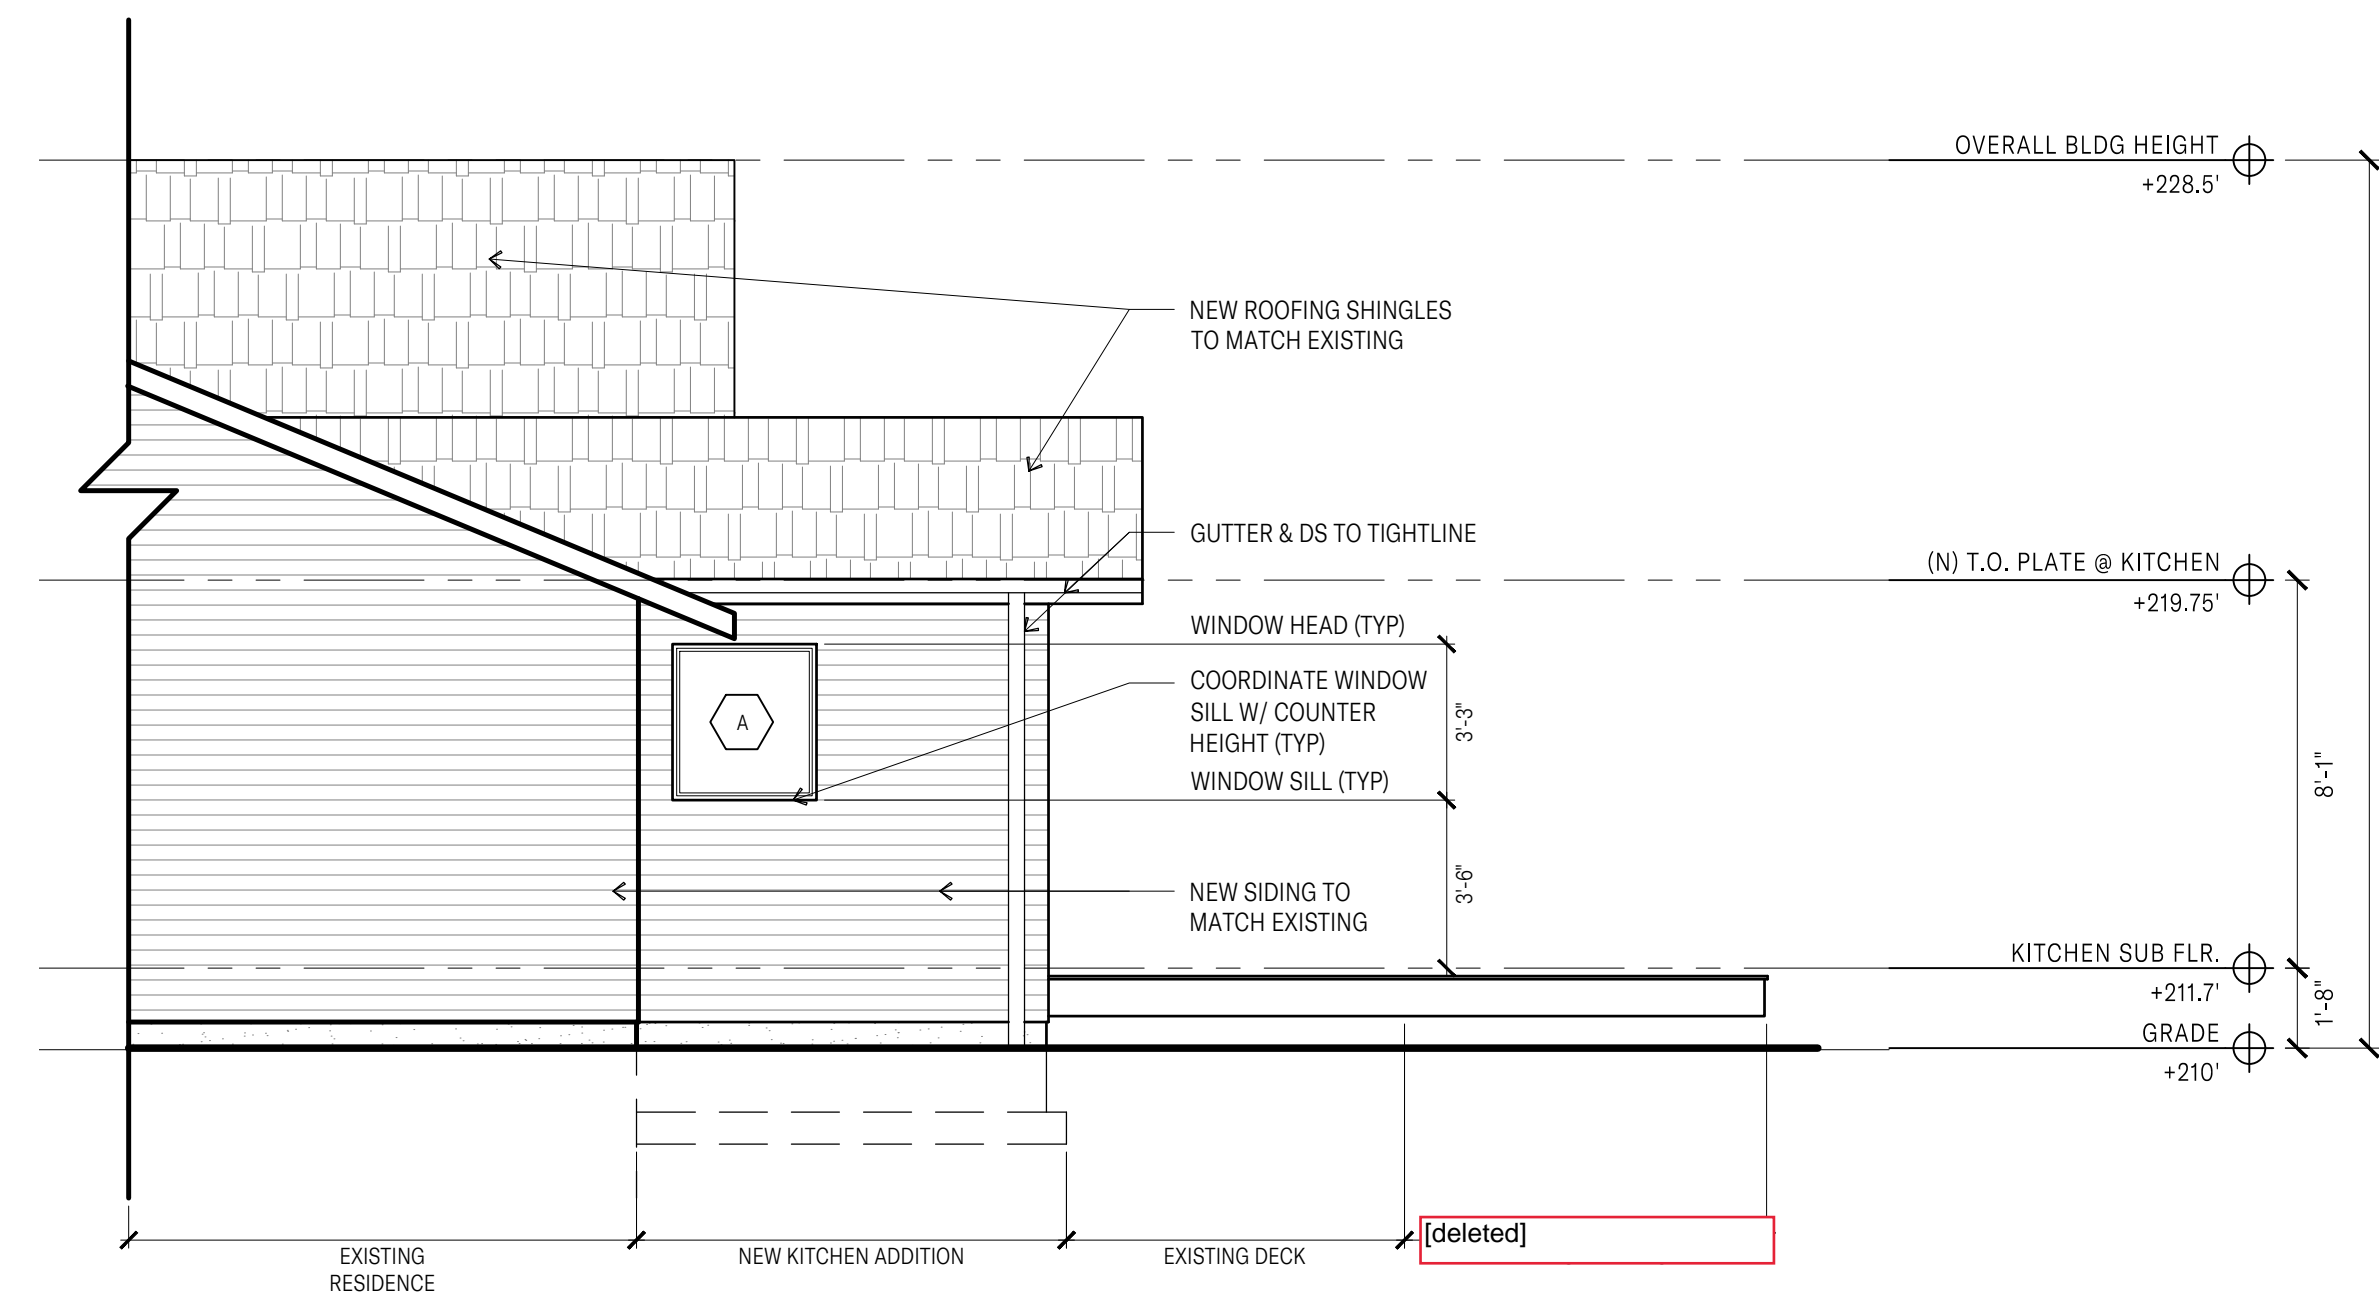 OVERALL BLDG HEIGHT
+228.5'
NEW ROOFING SHINGLES
TO MATCH EXISTING
GUTTER & DS TO TIGHTLINE
(N) T.O. PLATE @ KITCHEN
+219.75'
WINDOW HEAD (TYP)
COORDINATE WINDOW
SILL W/ COUNTER
HEIGHT (TYP)
WINDOW SILL (TYP)
A
3'-3"
8'-1"
3'-6"
NEW SIDING TO
MATCH EXISTING
KITCHEN SUB FLR.
+211.7'
1'-8"
GRADE
+210'
EXISTING
RESIDENCE
NEW KITCHEN ADDITION
EXISTING DECK
[deleted]